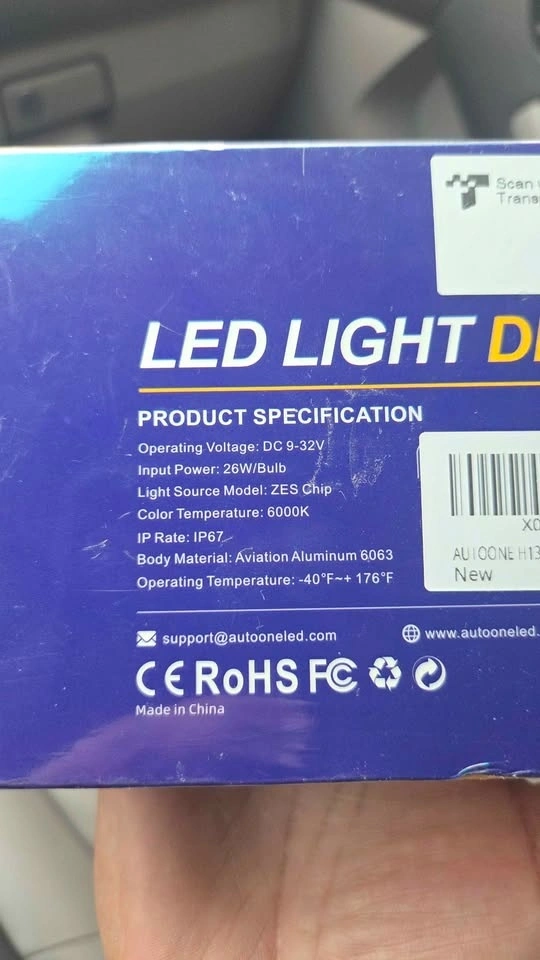 Scan
LED LIGHT
PRODUCT SPECIFICATION
Operating Voltage: DC 9-32V
Input Power: 26W/Bulb
Light Source Model: ZES Chip
Color Temperature: 6000K
IP Rate: IP67
Body Material: Aviation Aluminum 6063
Operating Temperature: -40°F~+ 176°F
AUTOONE H13
New
support@autooneled.com
www.autooneled.
CE RoHS FC
Made in China